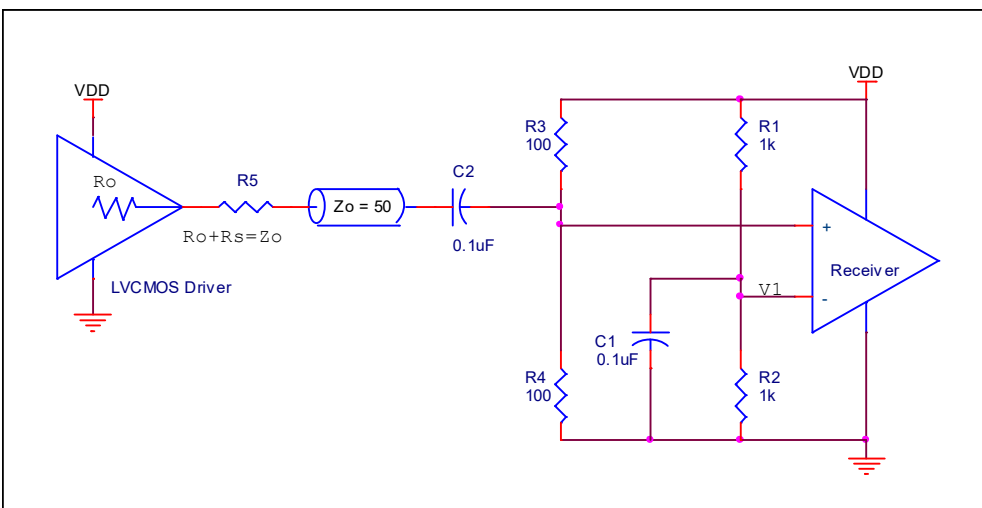 VDD
Ro
R5
Ro+Rs=Zo
LVCMOS Driver
Zo = 50
C2
0.1uF
R3
100
R4
100
C1
0.1uF
VDD
R1
1k
V1
R2
1k
+
-
Receiver